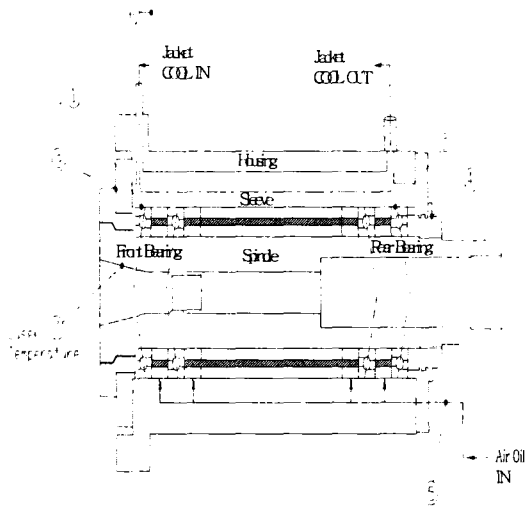 Jacket
COOL IN
Jacket
COOL OUT
Housing
Sleeve
Front Bearing
Spindle
Rear Bearing
Temperature
Air Oil
IN